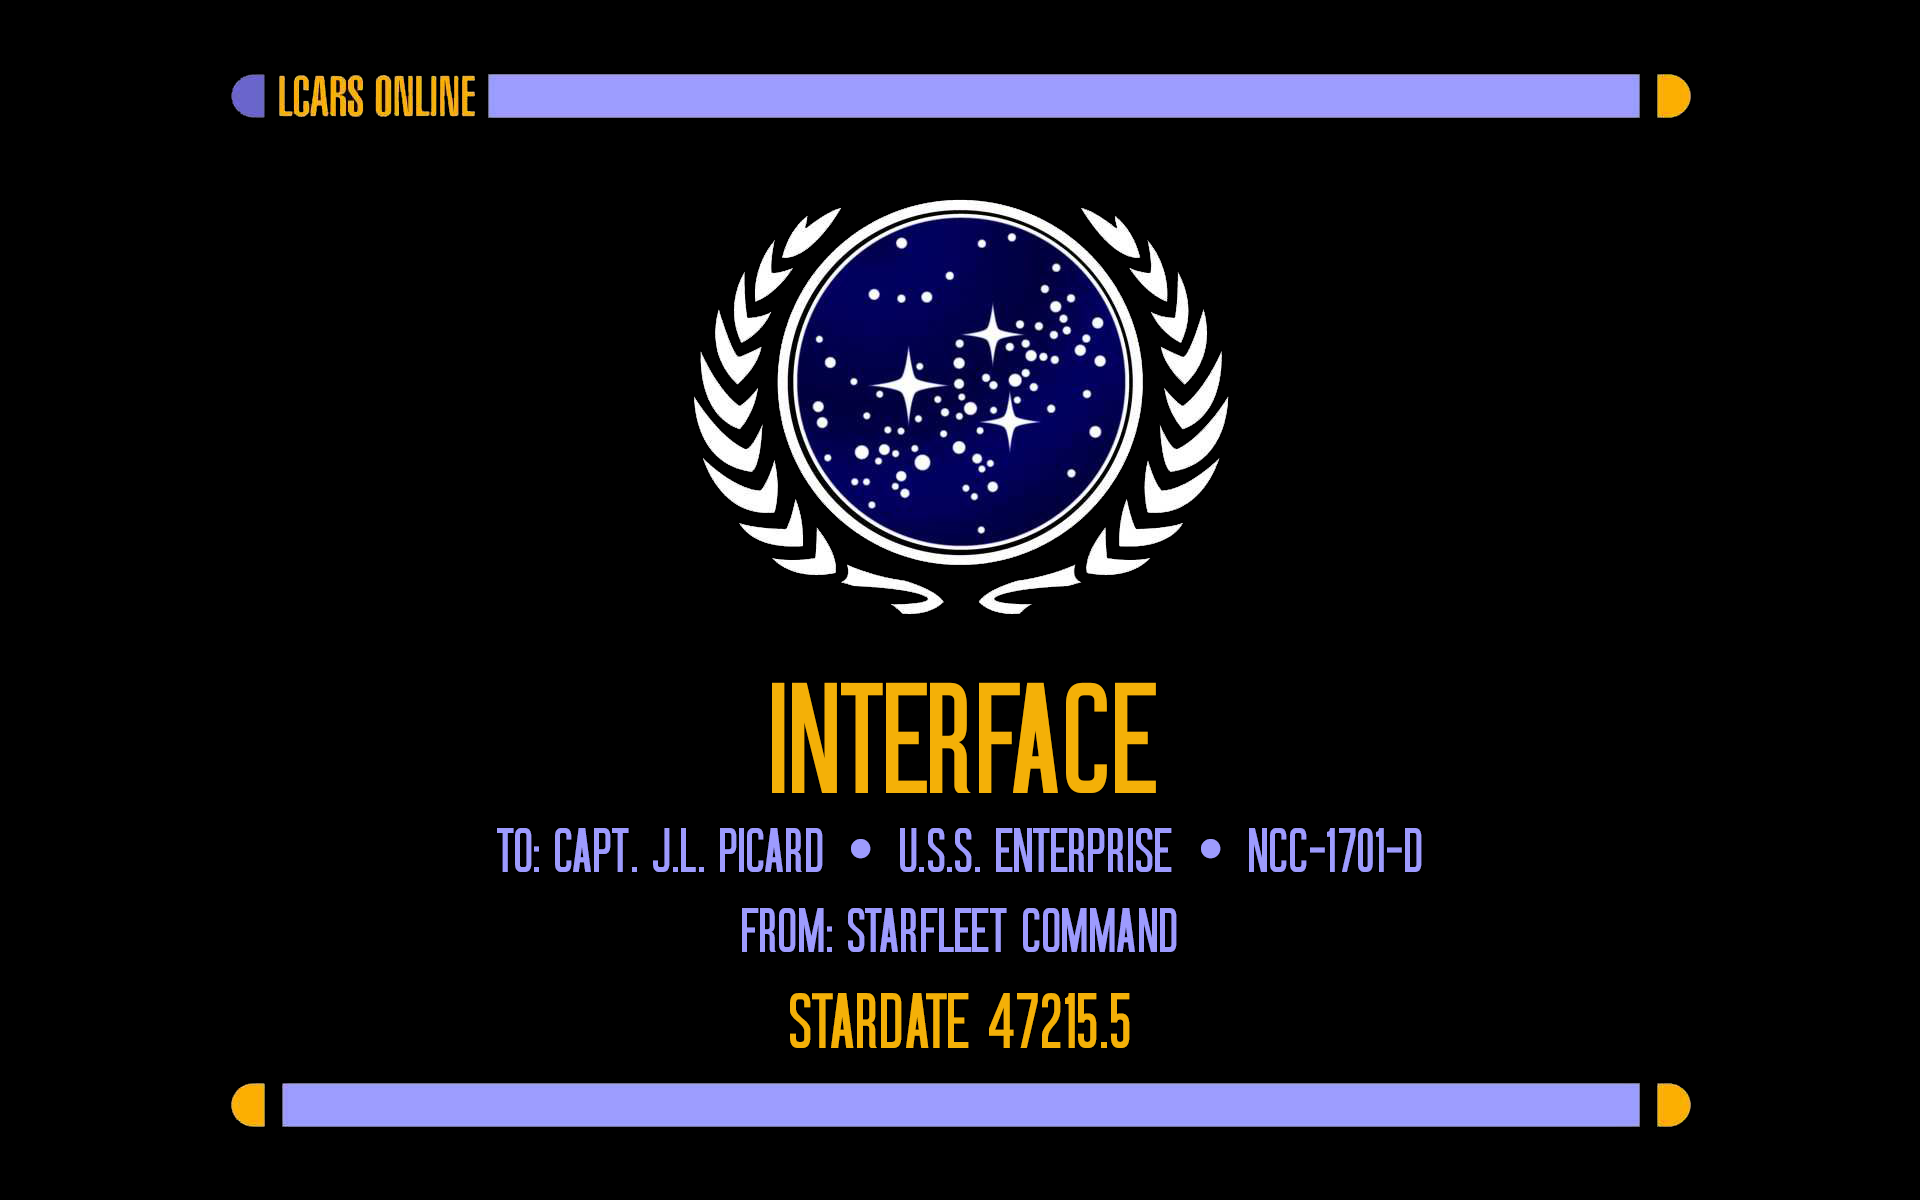 LCARS ONLINE
INTERFACE
TO: CAPT. J.L. PICARD • U.S.S. ENTERPRISE • NCC-1701-D
FROM: STARFLEET COMMAND
STARDATE 47215.5